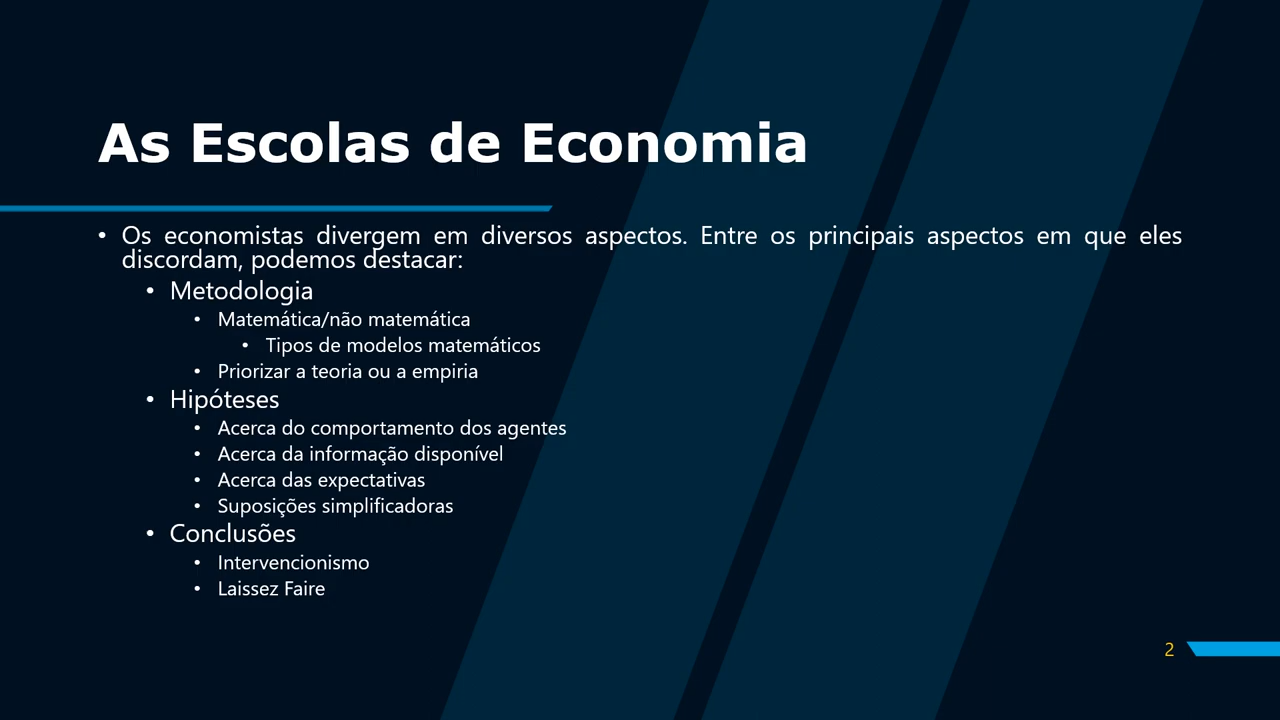 As Escolas de Economia
• Os economistas divergem em diversos aspectos. Entre os principais aspectos em que eles
discordam, podemos destacar:
• Metodologia
• Matemática/não matemática
• Tipos de modelos matemáticos
• Priorizar a teoria ou a empiria
• Hipóteses
• Acerca do comportamento dos agentes
• Acerca da informação disponível
• Acerca das expectativas
• Suposições simplificadoras
• Conclusões
• Intervencionismo
• Laissez Faire
2